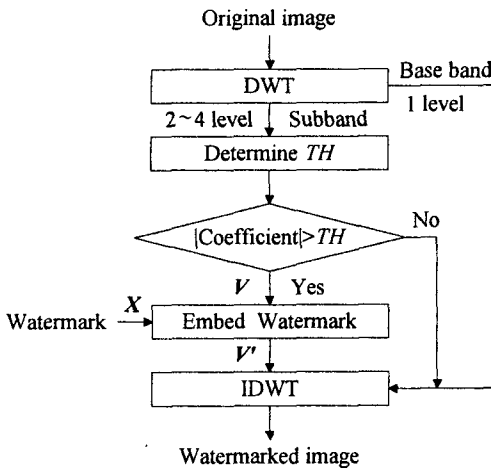 Original image
Base band
DWT
1 level
2~4 level Subband
Determine TH
No
|Coefficient|>TH
V Yes
X
Watermark
Embed Watermark
V'
IDWT
Watermarked image